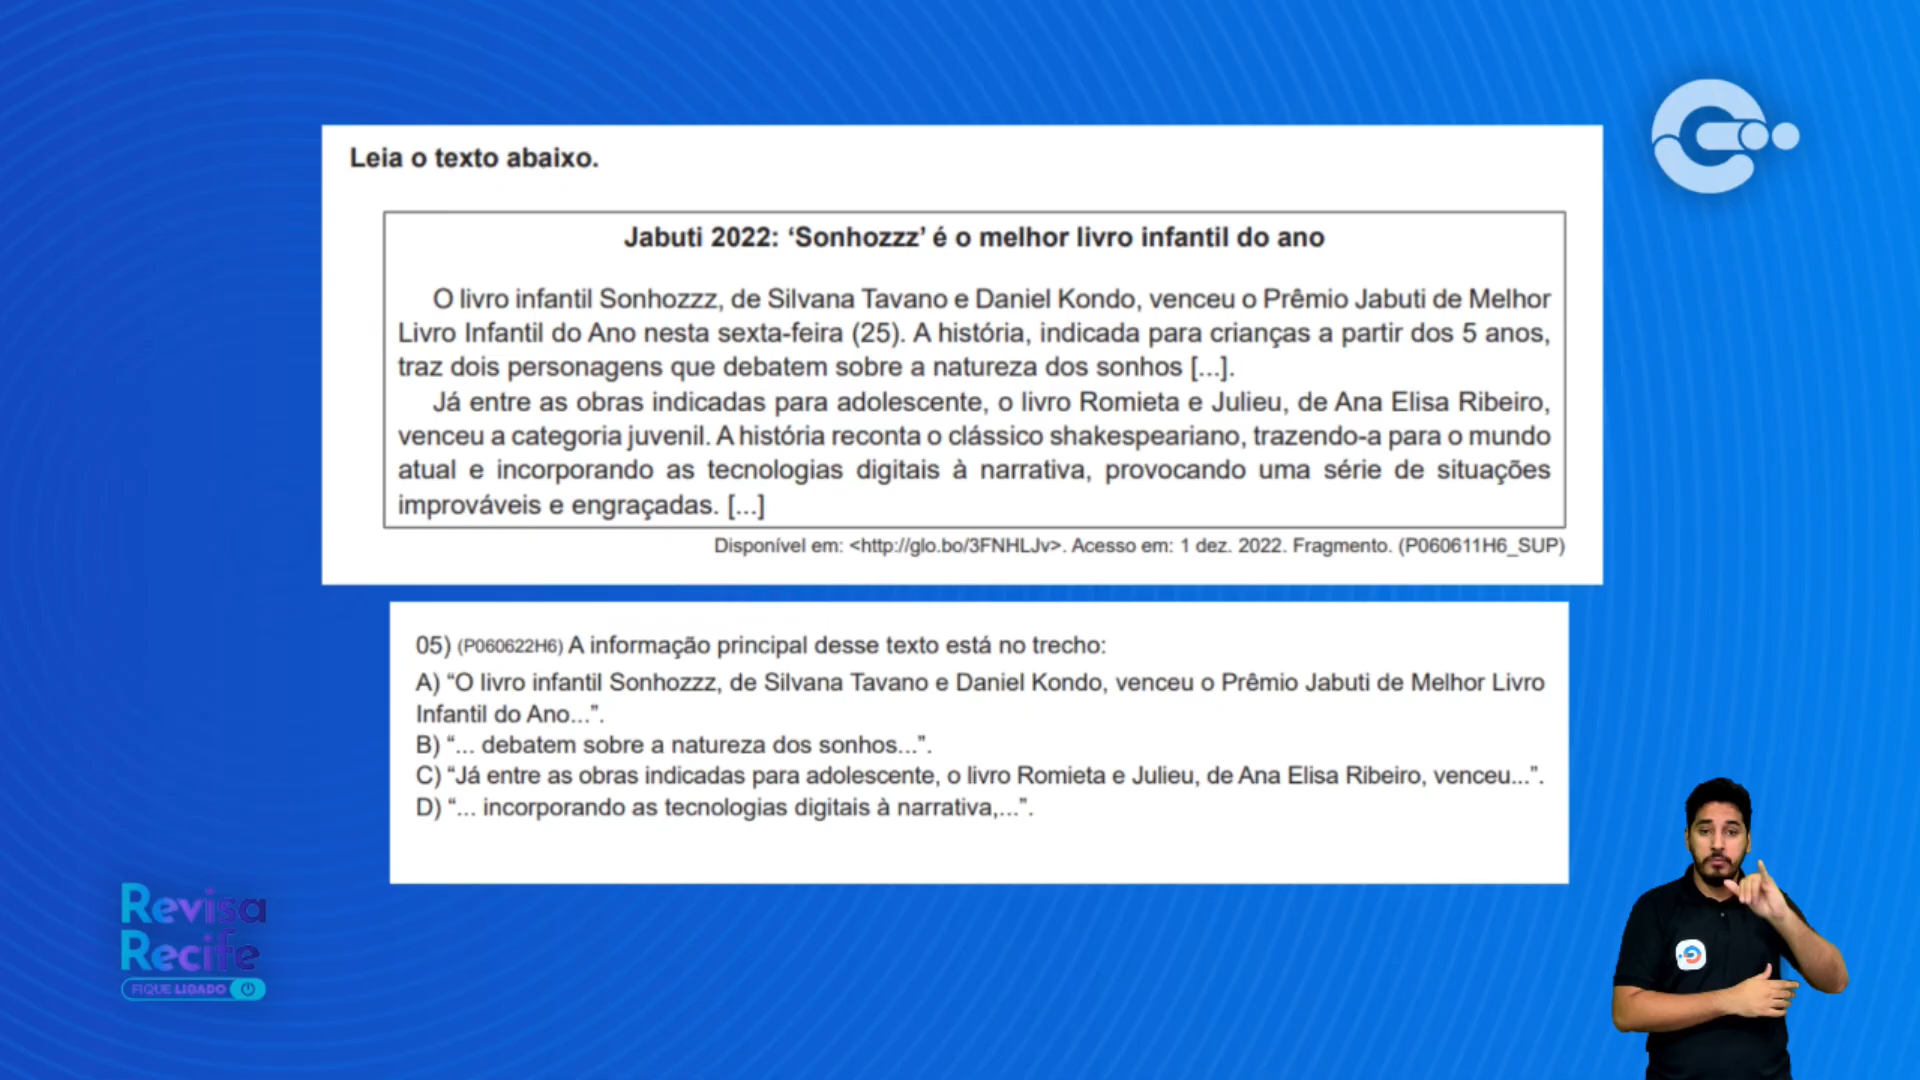 Leia o texto abaixo.
Jabuti 2022: ‘Sonhozzz’ é o melhor livro infantil do ano
O livro infantil Sonhozzz, de Silvana Tavano e Daniel Kondo, venceu o Prêmio Jabuti de Melhor
Livro Infantil do Ano nesta sexta-feira (25). A história, indicada para crianças a partir dos 5 anos,
traz dois personagens que debatem sobre a natureza dos sonhos [...].
Já entre as obras indicadas para adolescente, o livro Romieta e Julieu, de Ana Elisa Ribeiro,
venceu a categoria juvenil. A história reconta o clássico shakespeariano, trazendo-a para o mundo
atual e incorporando as tecnologias digitais à narrativa, provocando uma série de situações
improváveis e engraçadas. [...]
Disponível em: <http://glo.bo/3FNHLJv>. Acesso em: 1 dez. 2022. Fragmento. (P060611H6_SUP)
05) (P060622H6) A informação principal desse texto está no trecho:
A) “O livro infantil Sonhozzz, de Silvana Tavano e Daniel Kondo, venceu o Prêmio Jabuti de Melhor Livro
Infantil do Ano...”.
B) “... debatem sobre a natureza dos sonhos...”.
C) “Já entre as obras indicadas para adolescente, o livro Romieta e Julieu, de Ana Elisa Ribeiro, venceu...”.
D) “... incorporando as tecnologias digitais à narrativa,...”.
Revisa
Recife
FIQUE LIGADO